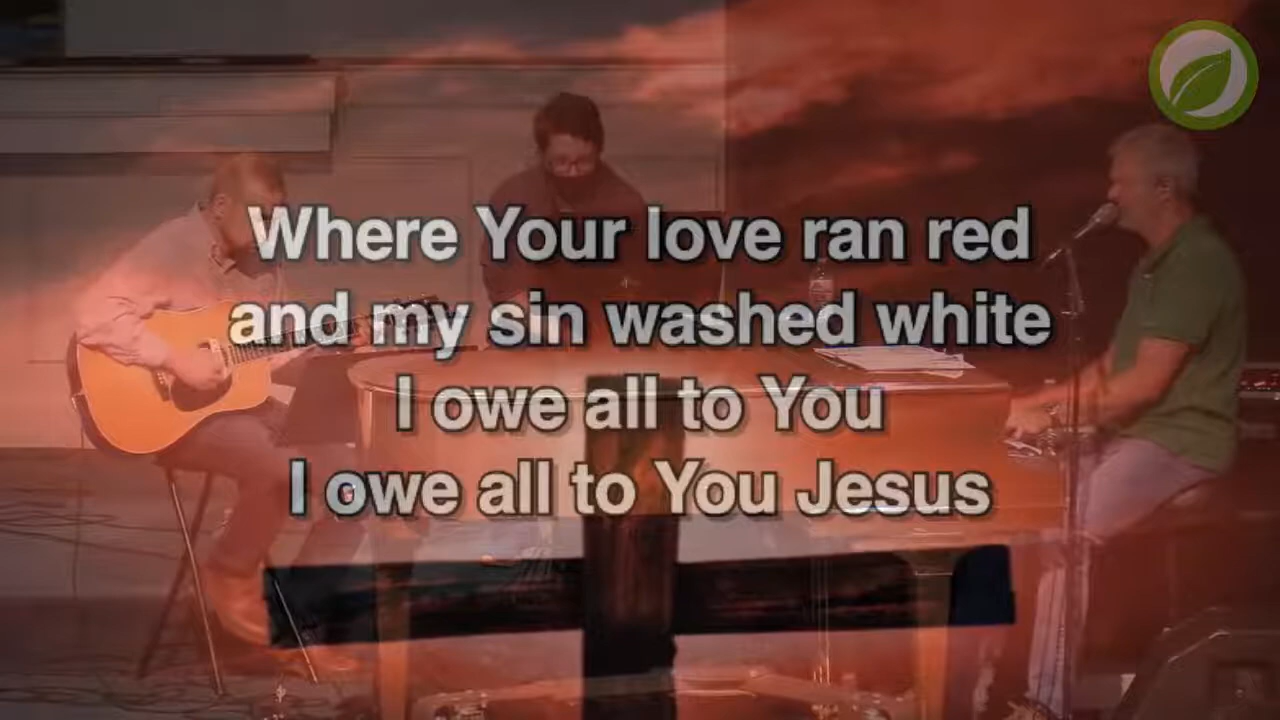 Where Your love ran red
and my sin washed white
I owe all to You
I owe all to You Jesus